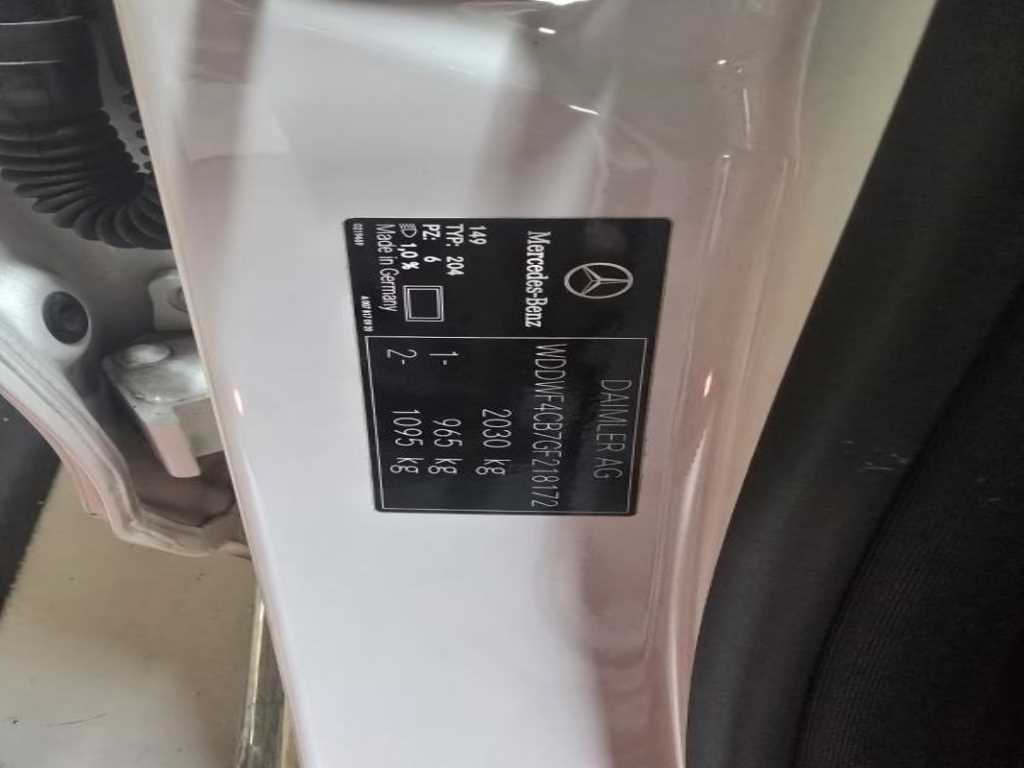 Mercedes-Benz
DAIMLER AG
WDDWF4CB7GF218172
2030 kg
1- 965 kg
2- 1095 kg
149
TYP: 204
PZ: 6
1,0 %
Made in Germany